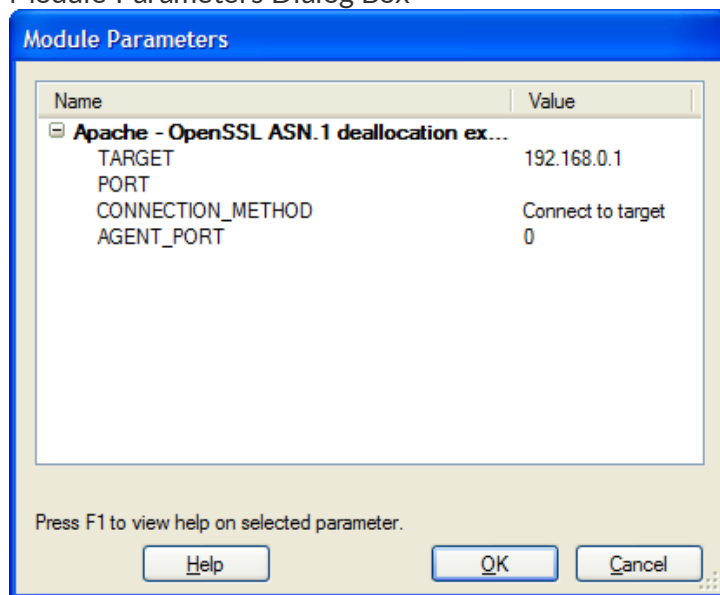 Module Parameters Dialog Box
Module Parameters
Name Value
Apache - OpenSSL ASN.1 deallocation ex...
TARGET 192.168.0.1
PORT
CONNECTION_METHOD Connect to target
AGENT_PORT 0
Press F1 to view help on selected parameter.
Help OK Cancel